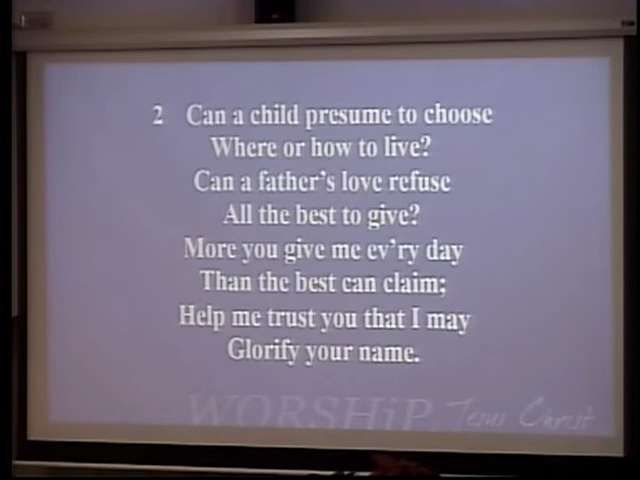 2 Can a child presume to choose
Where or how to live?
Can a father's love refuse
All the best to give?
More you give me ev'ry day
Than the best can claim;
Help me trust you that I may
Glorify your name.
WORSHiP Jesus Christ